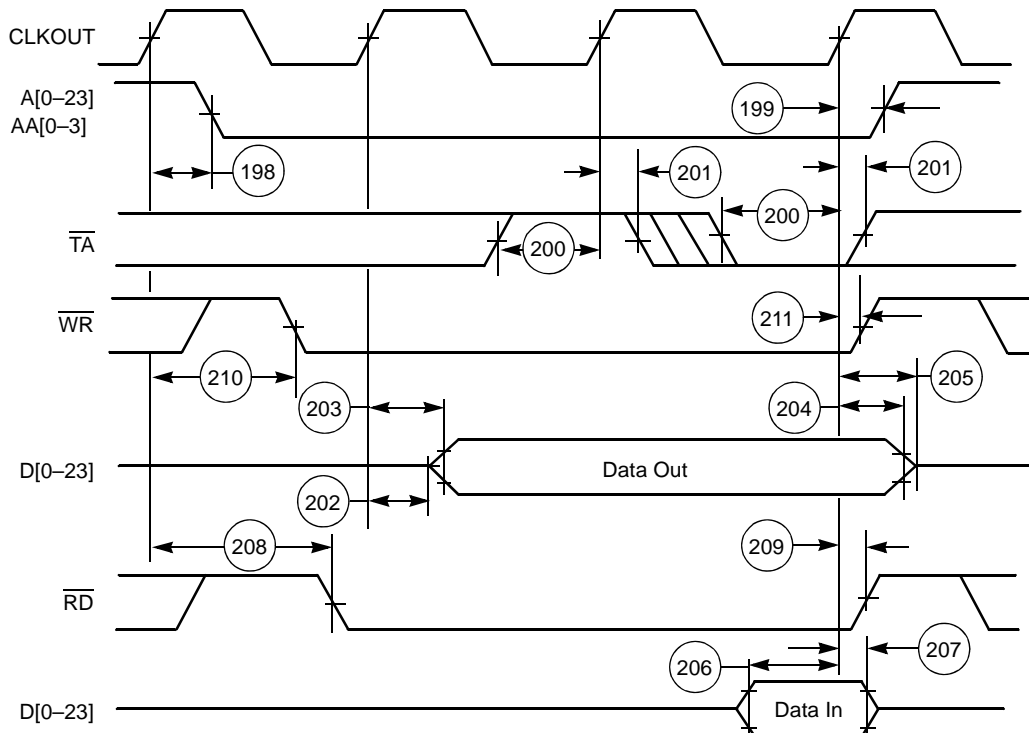 CLKOUT
A[0–23]
AA[0–3]
199
198
201
201
200
200
TA
WR
211
210
203
204
205
D[0–23]
Data Out
202
208
209
RD
206
207
D[0–23]
Data In